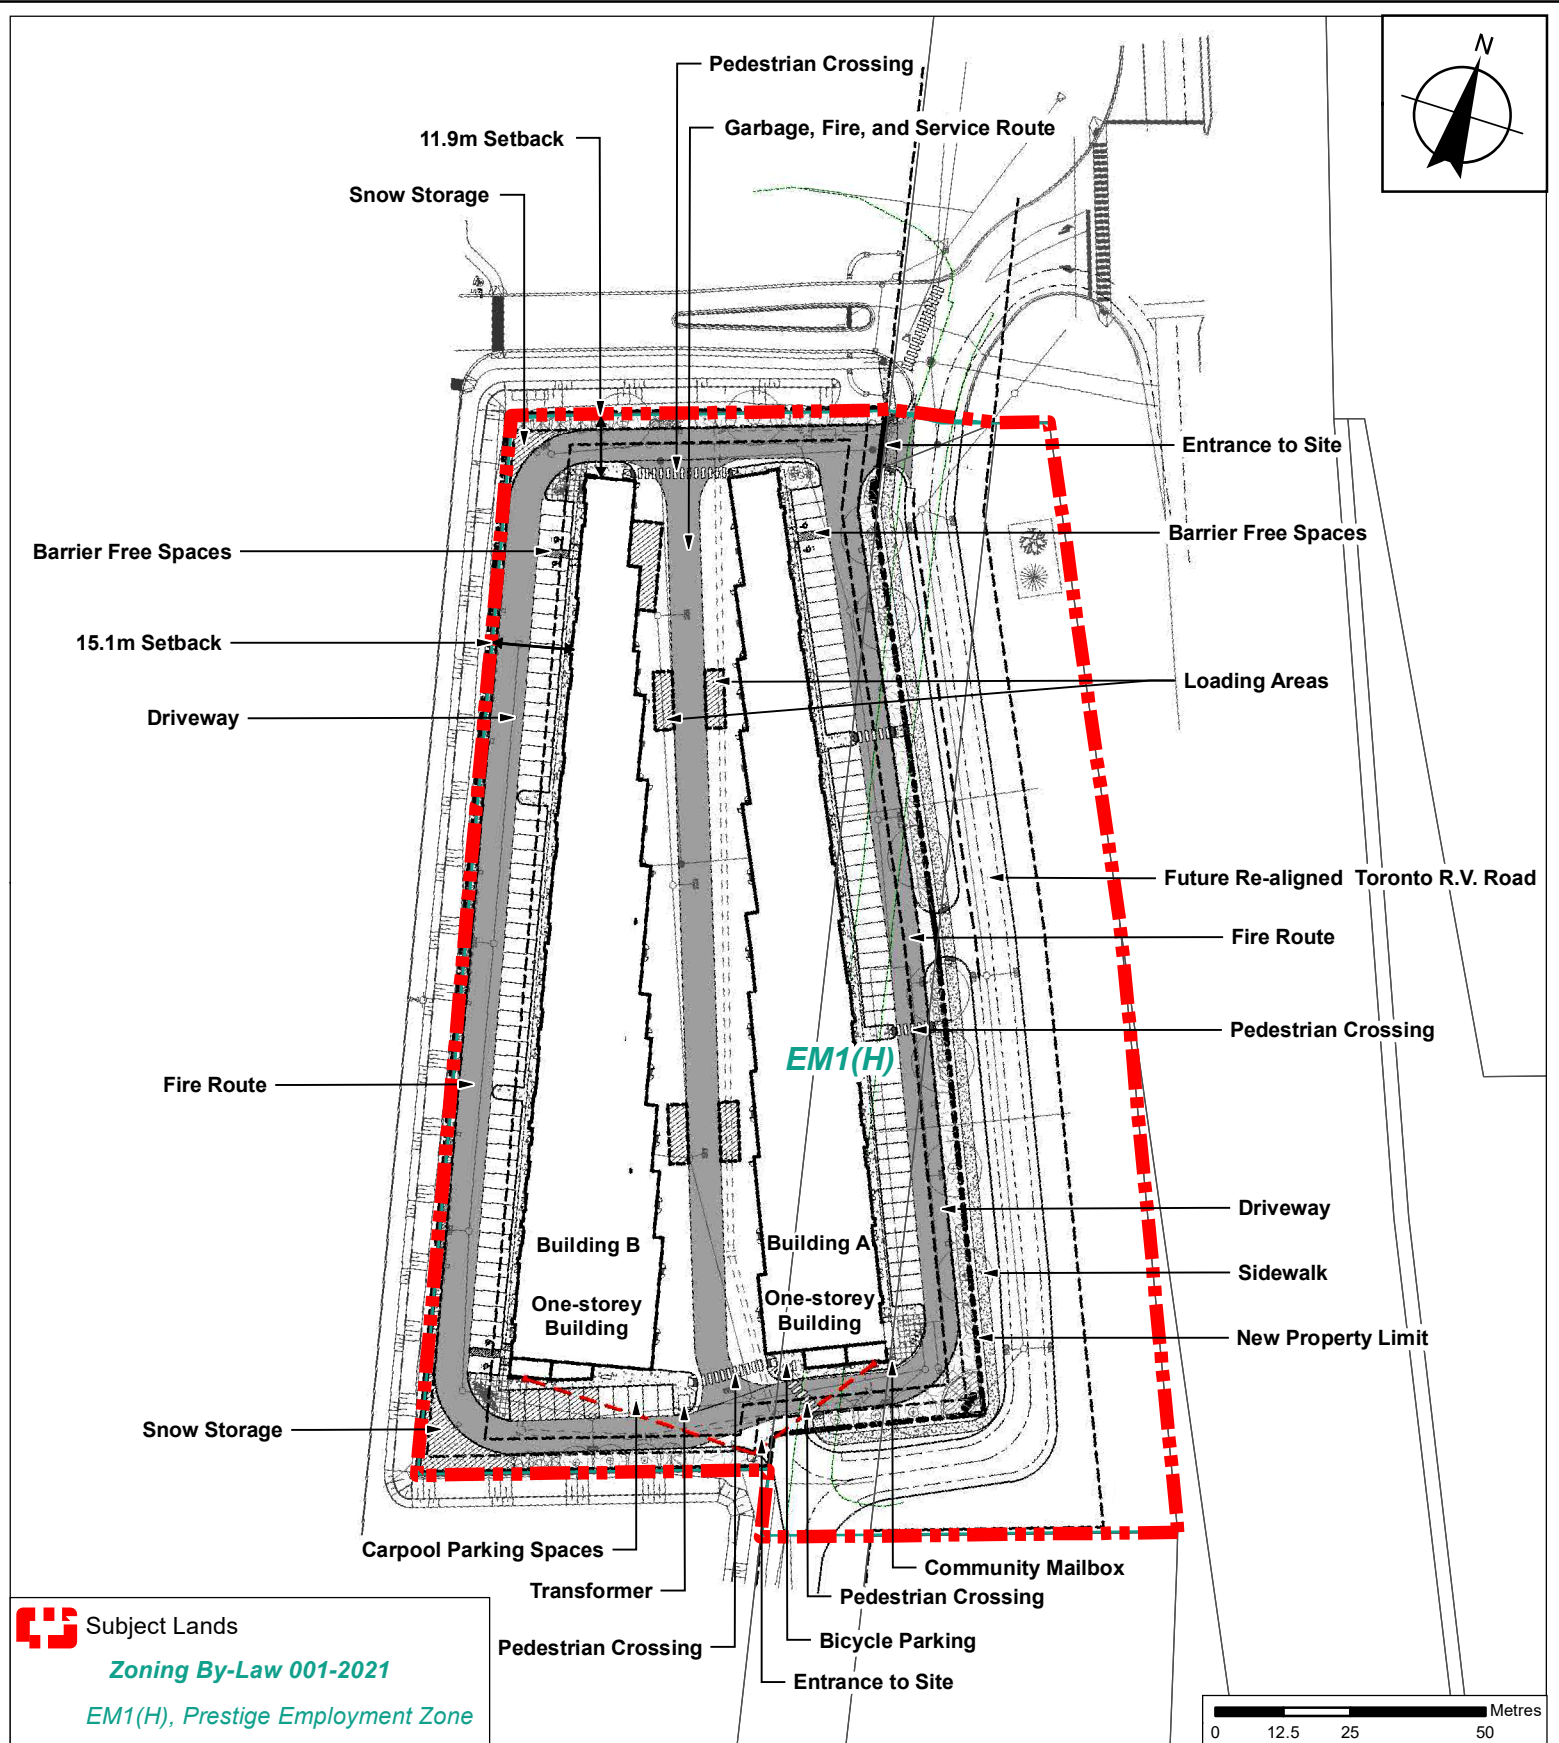 N
Pedestrian Crossing
Garbage, Fire, and Service Route
11.9m Setback
Snow Storage
Entrance to Site
Barrier Free Spaces
Barrier Free Spaces
15.1m Setback
Loading Areas
Driveway
Future Re-aligned Toronto R.V. Road
Fire Route
Pedestrian Crossing
EM1(H)
Fire Route
Driveway
Building B
Building A
Sidewalk
One-storey
Building
One-storey
Building
New Property Limit
Snow Storage
Carpool Parking Spaces
Community Mailbox
Transformer
Pedestrian Crossing
Pedestrian Crossing
Bicycle Parking
Entrance to Site
Subject Lands
Zoning By-Law 001-2021
EM1(H), Prestige Employment Zone
Metres
0 12.5 25 50